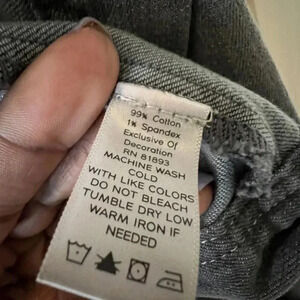 99% Cotton
1% Spandex
Exclusive Of
Decoration
RN 81893
MACHINE WASH
COLD
WITH LIKE COLORS
DO NOT BLEACH
TUMBLE DRY LOW
WARM IRON IF
NEEDED